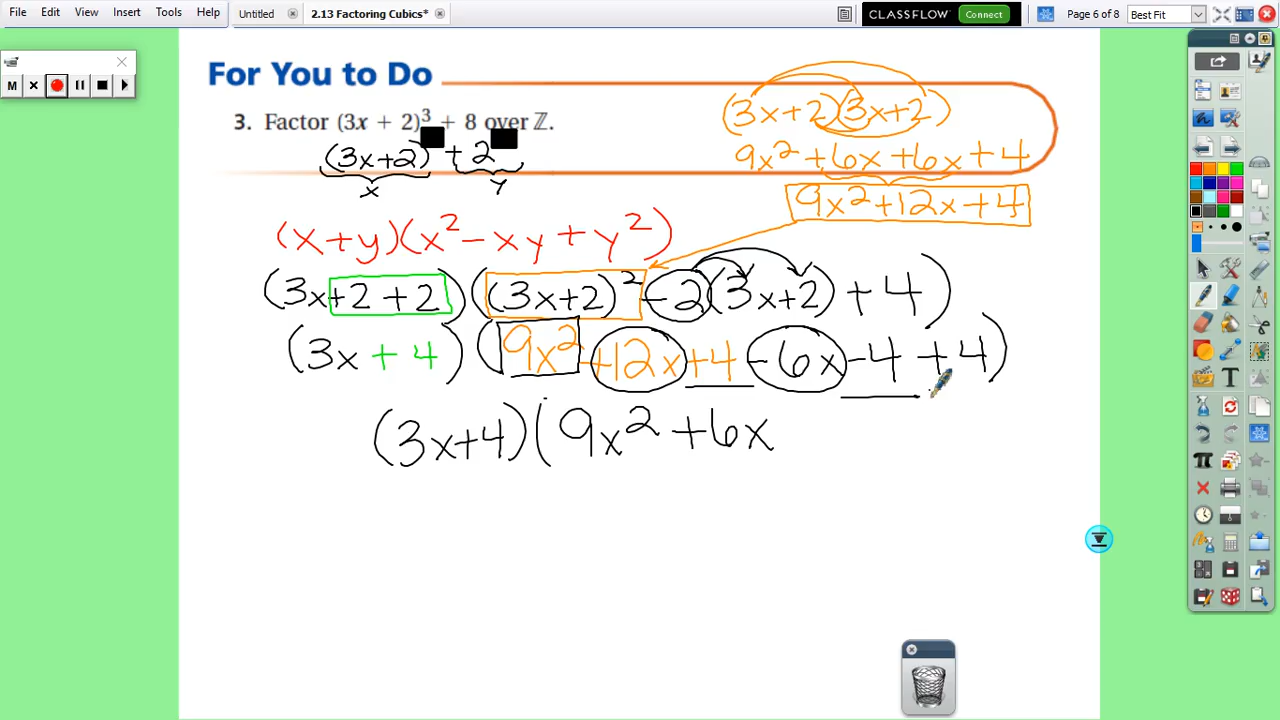 File Edit View Insert Tools Help Untitled 2.13 Factoring Cubics* CLASSFLOW Connect Page 6 of 8 Best Fit
M
For You to Do
3. Factor (3x + 2)³ + 8 over ℤ.
(3x+2) + 2
x y
(3x+2)(3x+2)
9x²+6x+6x+4
9x²+12x+4
(x+y)(x²-xy+y²)
(3x+2+2)((3x+2)²-2(3x+2)+4)
(3x+4)(9x²+12x+4-6x-4+4)
(3x+4)(9x²+6x